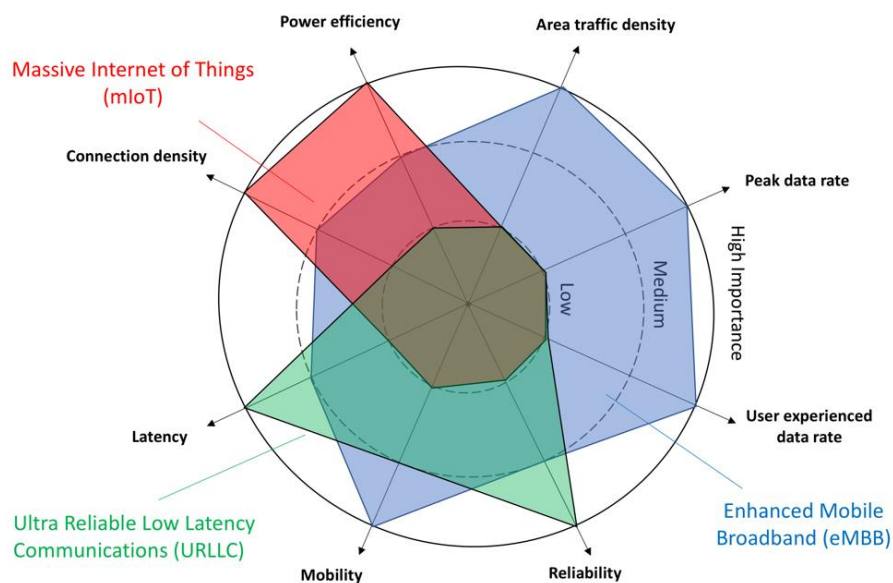 Power efficiency
Area traffic density
Massive Internet of Things
(mIoT)
Connection density
Peak data rate
High Importance
Medium
Low
Latency
User experienced
data rate
Ultra Reliable Low Latency
Communications (URLLC)
Enhanced Mobile
Broadband (eMBB)
Mobility
Reliability